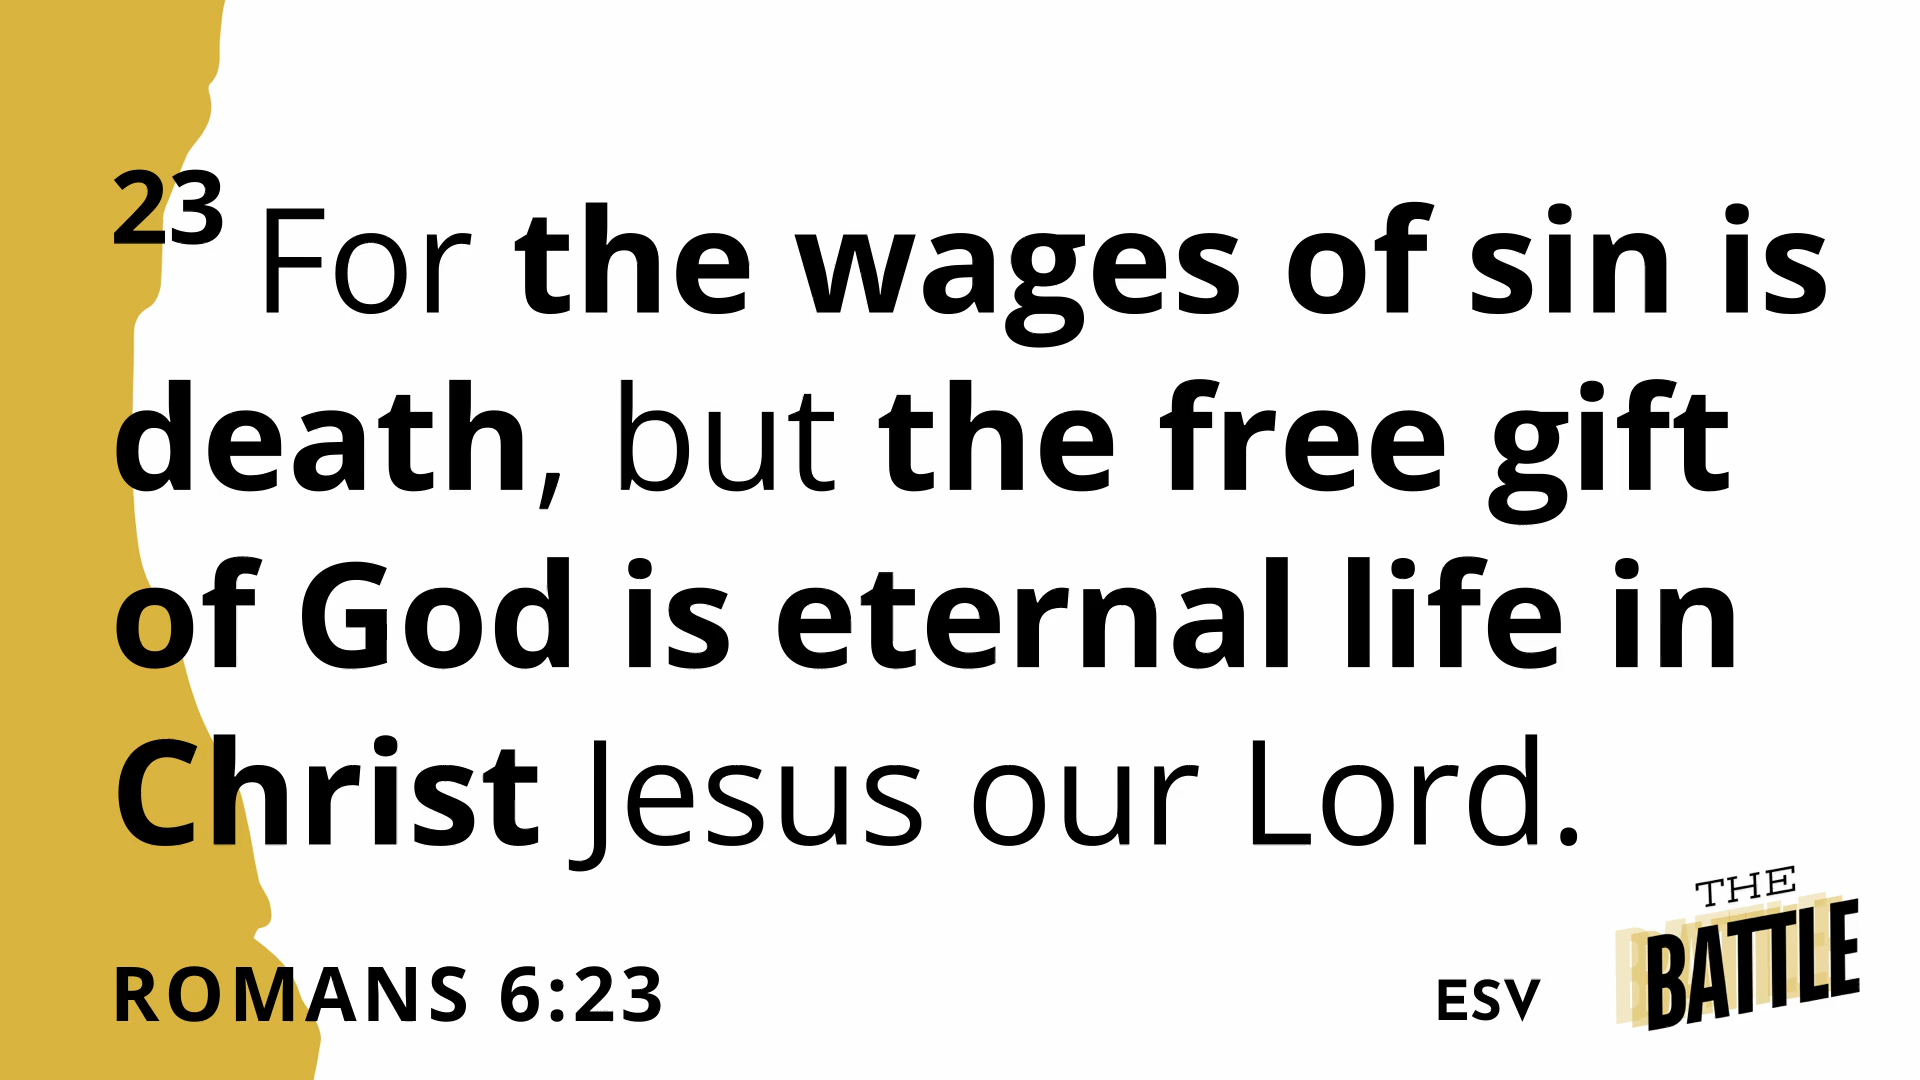 23 For the wages of sin is
death, but the free gift
of God is eternal life in
Christ Jesus our Lord.
ROMANS 6:23
ESV
THE
BATTLE